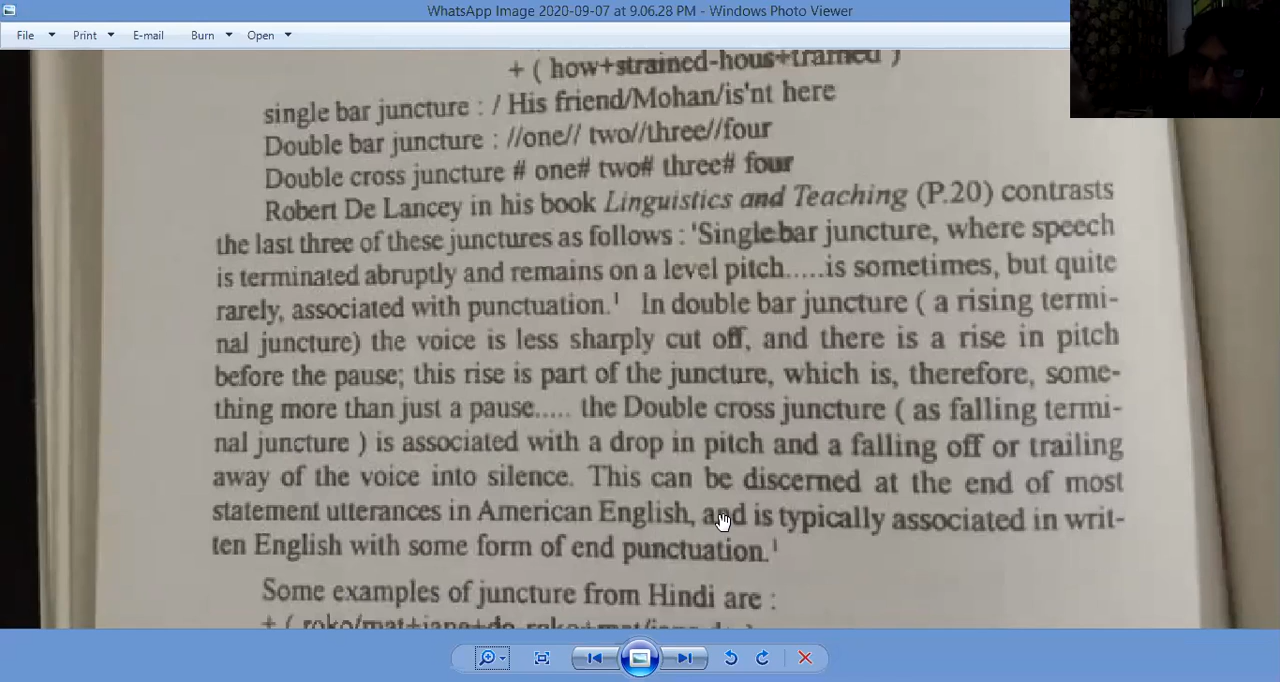 WhatsApp Image 2020-09-07 at 9.06.28 PM - Windows Photo Viewer
File Print E-mail Burn Open
+ ( how+strained-hous+tramed )
single bar juncture : / His friend/Mohan/is'nt here
Double bar juncture : //one// two//three//four
Double cross juncture # one# two# three# four
Robert De Lancey in his book Linguistics and Teaching (P.20) contrasts
the last three of these junctures as follows : 'Single bar juncture, where speech
is terminated abruptly and remains on a level pitch.....is sometimes, but quite
rarely, associated with punctuation.¹ In double bar juncture ( a rising termi-
nal juncture) the voice is less sharply cut off, and there is a rise in pitch
before the pause; this rise is part of the juncture, which is, therefore, some-
thing more than just a pause..... the Double cross juncture ( as falling termi-
nal juncture ) is associated with a drop in pitch and a falling off or trailing
away of the voice into silence. This can be discerned at the end of most
statement utterances in American English, and is typically associated in writ-
ten English with some form of end punctuation.¹
Some examples of juncture from Hindi are :
+ ( roko/mat+jane+do